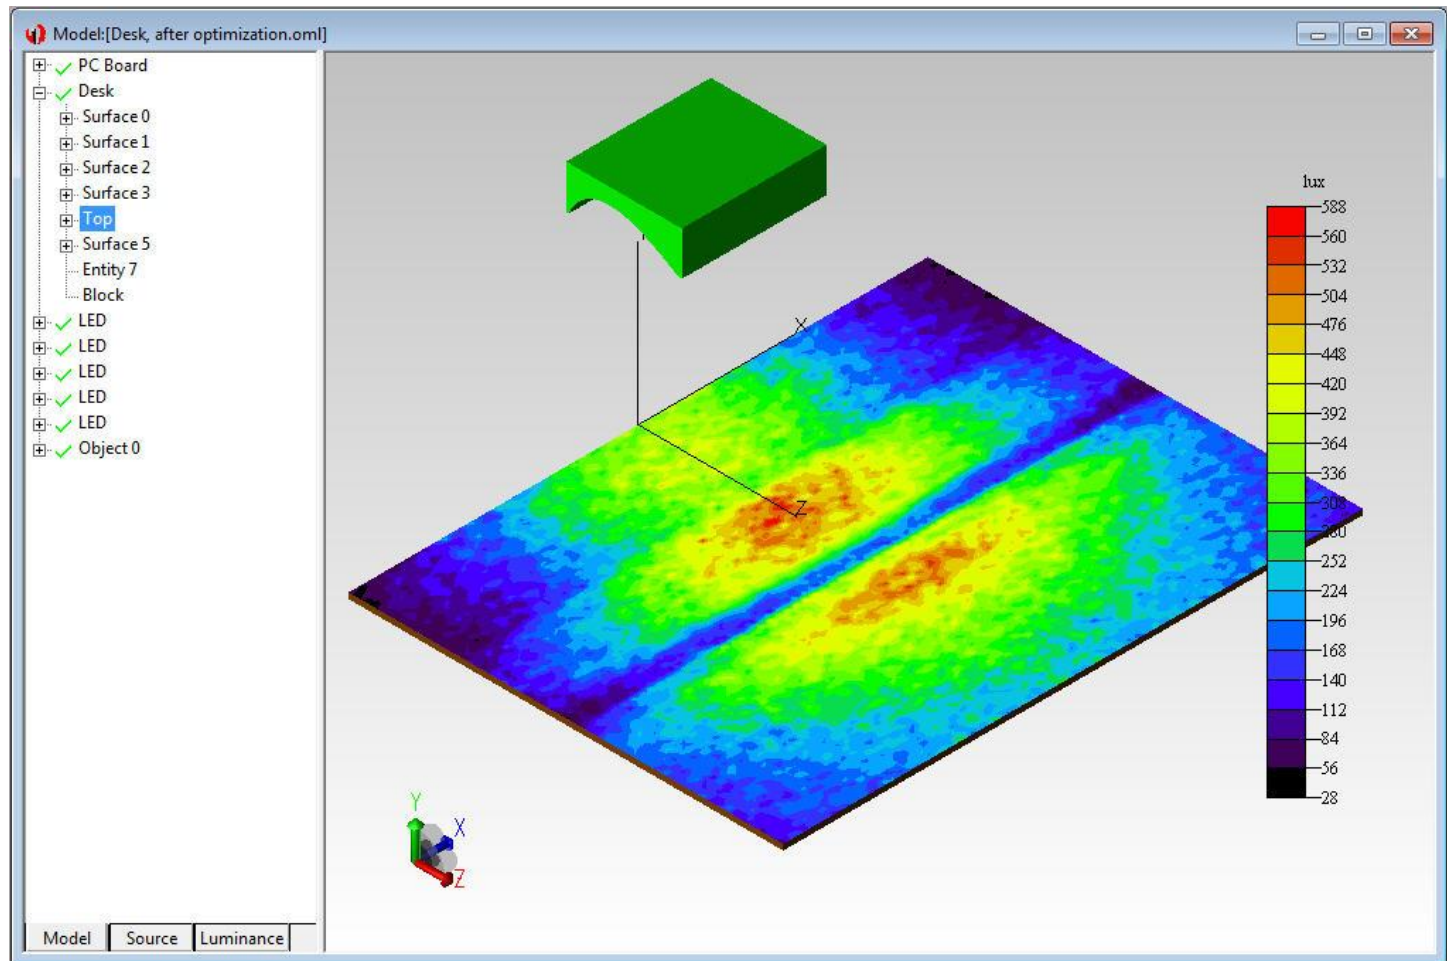 Model:[Desk, after optimization.oml]
PC Board
Desk
Surface 0
Surface 1
Surface 2
Surface 3
Top
Surface 5
Entity 7
Block
LED
LED
LED
LED
LED
Object 0
Model Source Luminance
X
Z
Y
X
Z
lux
588
560
532
504
476
448
420
392
364
336
308
280
252
224
196
168
140
112
84
56
28